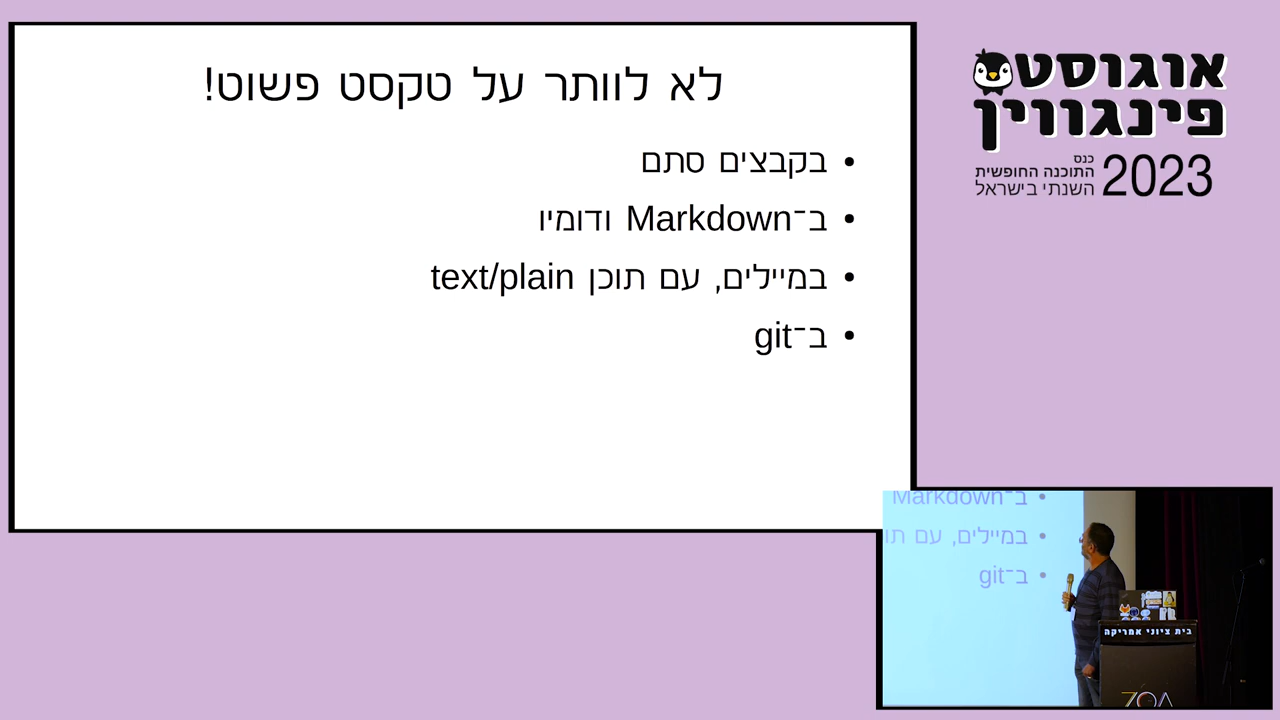 לא לוותר על טקסט פשוט!
• בקבצים סתם
• ב־Markdown ודומיו
• במיילים, עם תוכן text/plain
• ב־git
אוגוסט
פינגווין
2023
כנס
התוכנה החופשית
השנתי בישראל
• ב־Markdown
• במיילים, עם תו
• ב־git
בית ציוני אמריקה
ZOA